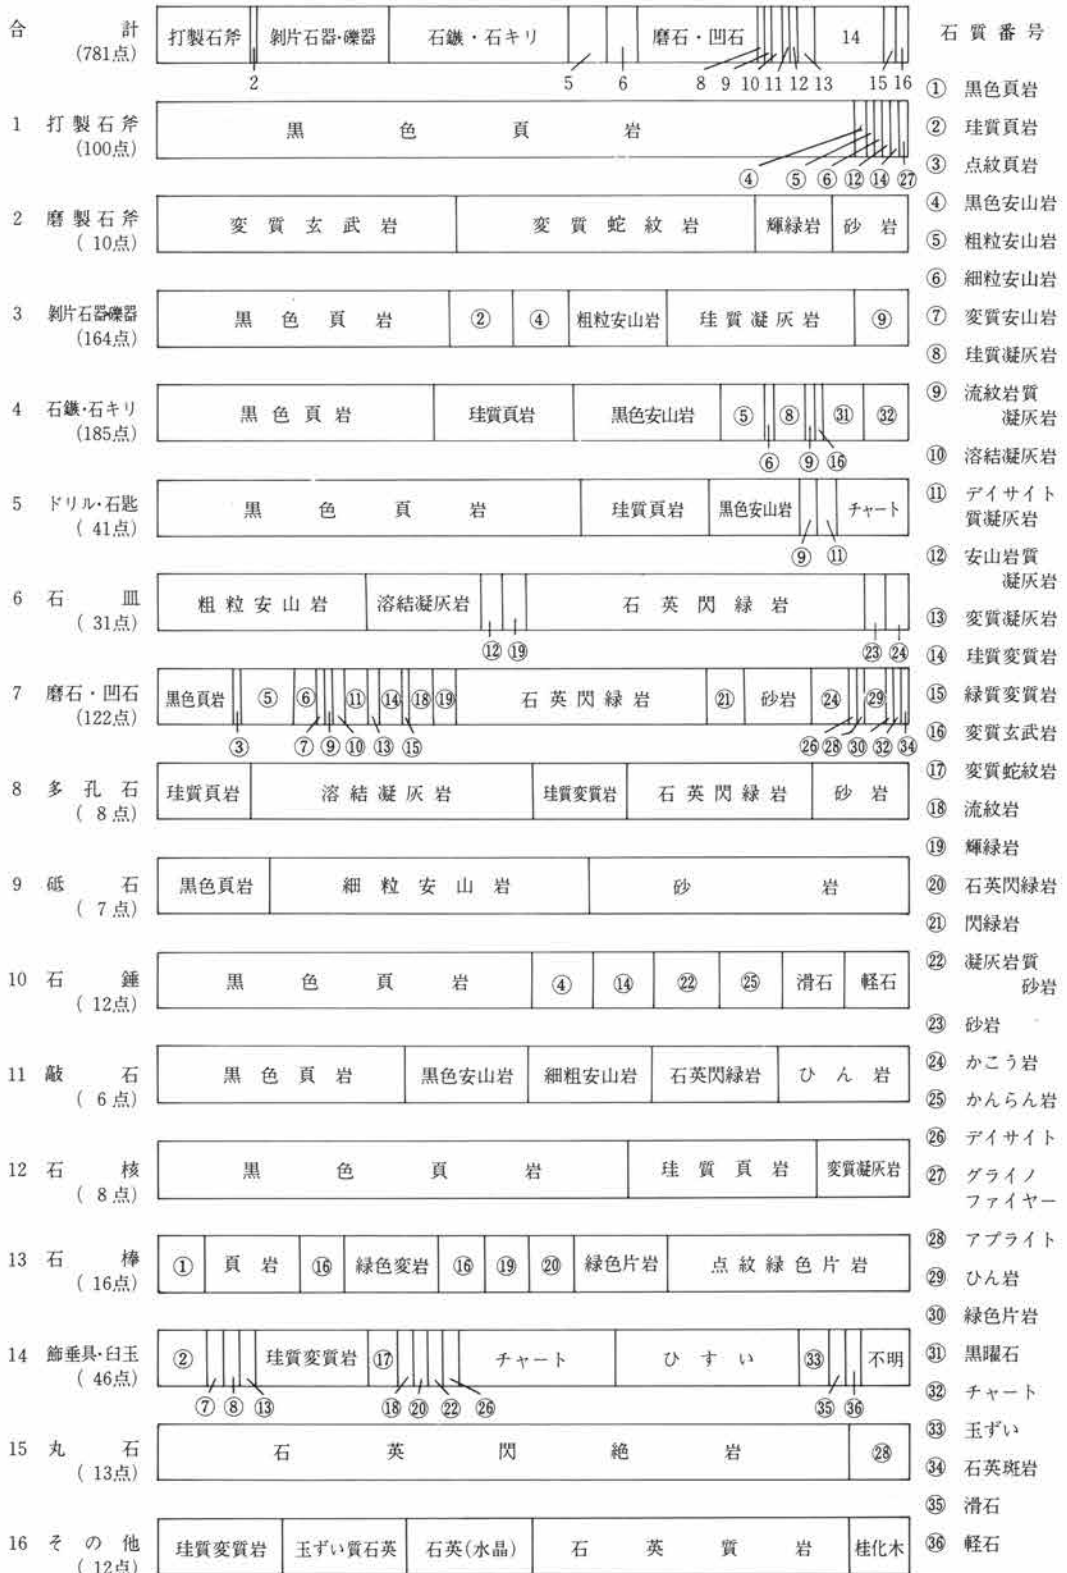 合計
(781点)
打製石斧 剝片石器・礫器 石鏃・石キリ 磨石・凹石 14
2 5 6 8 9 10 11 12 13 15 16
1 打製石斧
(100点)
黒色頁岩
④ ⑤ ⑥ ⑫ ⑭ ㉗
2 磨製石斧
( 10点)
変質玄武岩 変質蛇紋岩 輝緑岩 砂岩
3 剝片石器・礫器
(164点)
黒色頁岩 ② ④ 粗粒安山岩 珪質凝灰岩 ⑨
4 石鏃・石キリ
(185点)
黒色頁岩 珪質頁岩 黒色安山岩 ⑤ ⑧ ㉛ ㉜
⑥ ⑨ ⑯
5 ドリル・石匙
( 41点)
黒色頁岩 珪質頁岩 黒色安山岩 チャート
⑨ ⑪
6 石皿
( 31点)
粗粒安山岩 溶結凝灰岩 石英閃緑岩
⑫ ⑲ ㉓ ㉔
7 磨石・凹石
(122点)
黒色頁岩 ⑤ ⑥ ⑪ ⑭ ⑱ ⑲ 石英閃緑岩 ㉑ 砂岩 ㉔ ㉙
③ ⑦ ⑨ ⑩ ⑬ ⑮ ㉖ ㉘ ㉚ ㉜ ㉞
8 多孔石
( 8点)
珪質頁岩 溶結凝灰岩 珪質変質岩 石英閃緑岩 砂岩
9 砥石
( 7点)
黒色頁岩 細粒安山岩 砂岩
10 石錘
( 12点)
黒色頁岩 ④ ⑭ ㉒ ㉕ 滑石 軽石
11 敲石
( 6点)
黒色頁岩 黒色安山岩 細粗安山岩 石英閃緑岩 ひん岩
12 石核
( 8点)
黒色頁岩 珪質頁岩 変質凝灰岩
13 石棒
( 16点)
① 頁岩 ⑯ 緑色変岩 ⑯ ⑲ ⑳ 緑色片岩 点紋緑色片岩
14 飾垂具・臼玉
( 46点)
② 珪質変質岩 ⑰ チャート ひすい ㉝ 不明
⑦ ⑧ ⑬ ⑱ ⑳ ㉒ ㉖ ㉟ ㊱
15 丸石
( 13点)
石英閃絶岩 ㉘
16 その他
( 12点)
珪質変質岩 玉ずい質石英 石英(水晶) 石英質岩 桂化木
石質番号
① 黒色頁岩
② 珪質頁岩
③ 点紋頁岩
④ 黒色安山岩
⑤ 粗粒安山岩
⑥ 細粒安山岩
⑦ 変質安山岩
⑧ 珪質凝灰岩
⑨ 流紋岩質
凝灰岩
⑩ 溶結凝灰岩
⑪ デイサイト
質凝灰岩
⑫ 安山岩質
凝灰岩
⑬ 変質凝灰岩
⑭ 珪質変質岩
⑮ 緑質変質岩
⑯ 変質玄武岩
⑰ 変質蛇紋岩
⑱ 流紋岩
⑲ 輝緑岩
⑳ 石英閃緑岩
㉑ 閃緑岩
㉒ 凝灰岩質
砂岩
㉓ 砂岩
㉔ かこう岩
㉕ かんらん岩
㉖ デイサイト
㉗ グライノ
ファイヤー
㉘ アプライト
㉙ ひん岩
㉚ 緑色片岩
㉛ 黒曜石
㉜ チャート
㉝ 玉ずい
㉞ 石英斑岩
㉟ 滑石
㊱ 軽石